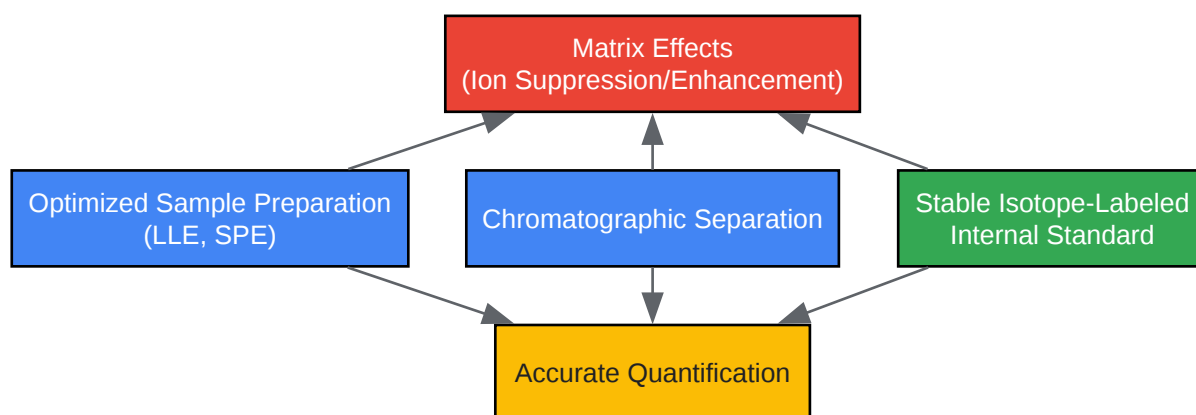 Matrix Effects
(Ion Suppression/Enhancement)
Optimized Sample Preparation
(LLE, SPE)
Chromatographic Separation
Stable Isotope-Labeled
Internal Standard
Accurate Quantification